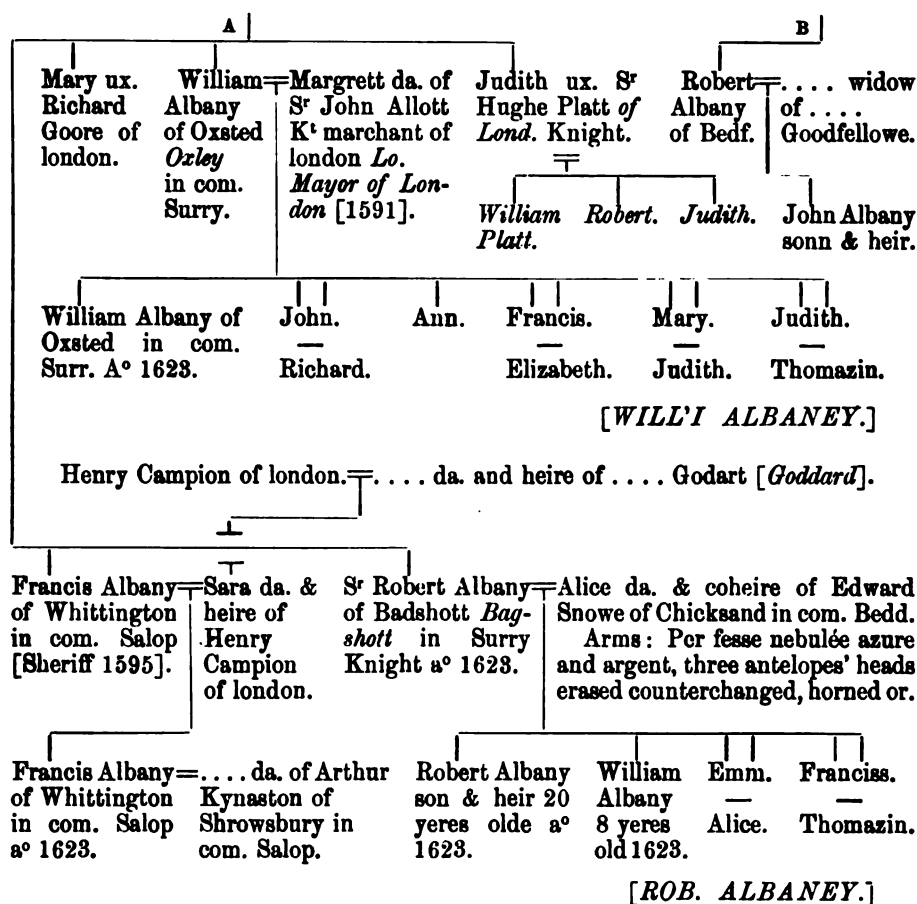 A
B
Mary ux.
Richard
Goore of
london.
William
Albany
of Oxsted
Oxley
in com.
Surry.
Margrett da. of
Sʳ John Allott
Kᵗ marchant of
london Lo.
Mayor of Lon-
don [1591].
Judith ux. Sʳ
Hughe Platt of
Lond. Knight.
Robert
Albany
of Bedf.
. . . . widow
of . . . .
Goodfellowe.
William
Platt.
Robert.
Judith.
John Albany
sonn & heir.
William Albany of
Oxsted in com.
Surr. Aᵒ 1623.
John.
—
Richard.
Ann.
Francis.
—
Elizabeth.
Mary.
—
Judith.
Judith.
—
Thomazin.
[WILL'I ALBANEY.]
Henry Campion of london. . . . . da. and heire of . . . . Godart [Goddard].
Francis Albany
of Whittington
in com. Salop
[Sheriff 1595].
Sara da. &
heire of
Henry
Campion
of london.
Sʳ Robert Albany
of Badshott Bag-
shott in Surry
Knight aᵒ 1623.
Alice da. & coheire of Edward
Snowe of Chicksand in com. Bedd.
Arms: Per fesse nebulée azure
and argent, three antelopes' heads
erased counterchanged, horned or.
Francis Albany
of Whittington
in com. Salop
aᵒ 1623.
. . . . da. of Arthur
Kynaston of
Shrowsbury in
com. Salop.
Robert Albany
son & heir 20
yeres olde aᵒ
1623.
William
Albany
8 yeres
old 1623.
Emm.
—
Alice.
Franciss.
—
Thomazin.
[ROB. ALBANEY.]